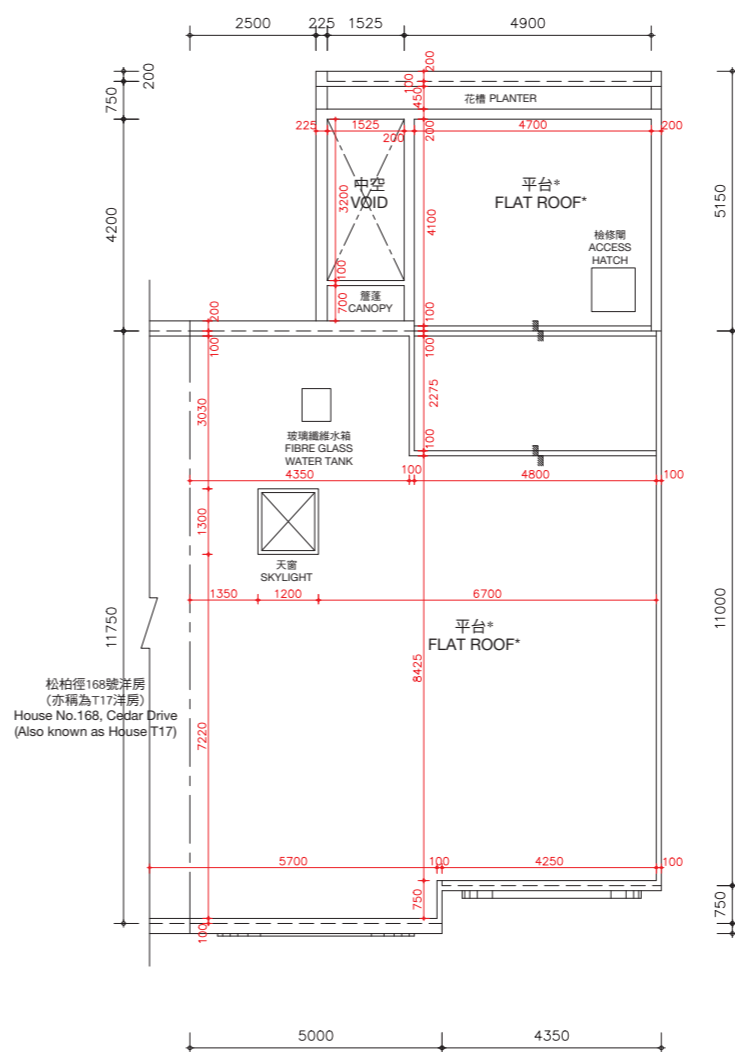 2500
225
1525
4900
200
750
200
100
450
花槽 PLANTER
225
1525
200
200
4700
200
中空
VOID
平台*
FLAT ROOF*
3200
4100
4200
5150
檢修閘
ACCESS
HATCH
100
簷蓬
CANOPY
700
100
200
100
100
3030
2275
玻璃纖維水箱
FIBRE GLASS
WATER TANK
100
4350
100
4800
100
1300
天窗
SKYLIGHT
1350
1200
6700
11750
11000
平台*
FLAT ROOF*
8425
松柏徑168號洋房
(亦稱為T17洋房)
House No.168, Cedar Drive
(Also known as House T17)
7220
5700
100
4250
100
750
750
100
5000
4350